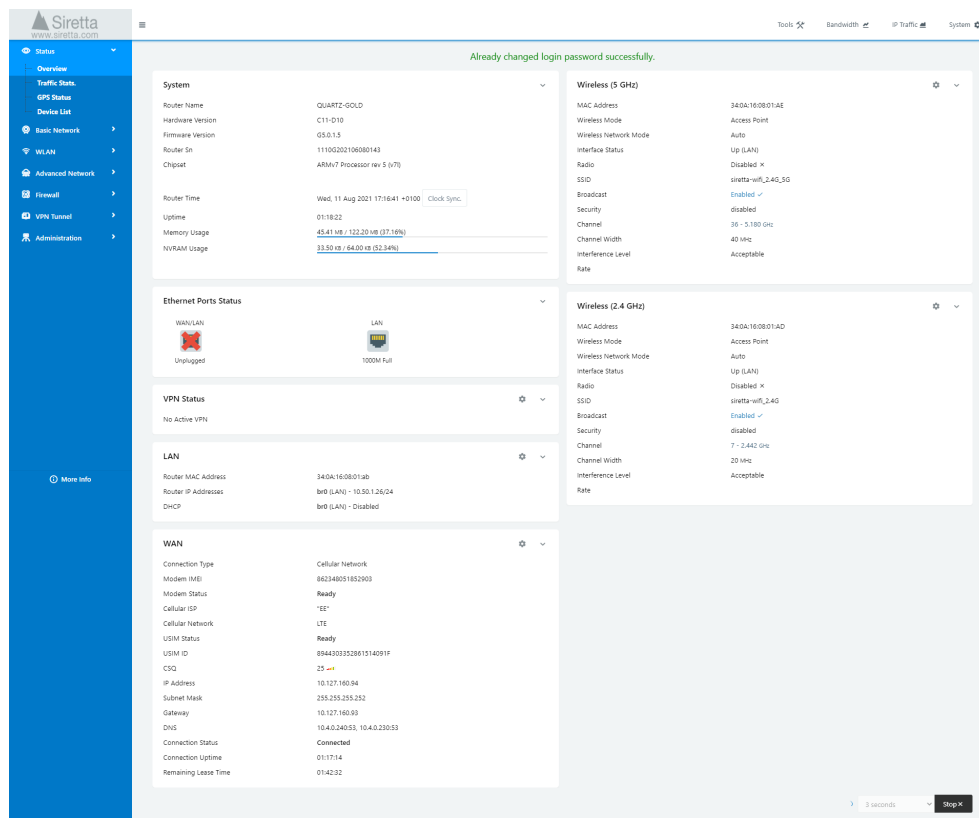 Siretta
www.siretta.com
Tools
Bandwidth
IP Traffic
System
Status
Overview
Traffic Stats.
GPS Status
Device List
Basic Network
WLAN
Advanced Network
Firewall
VPN Tunnel
Administration
More Info
Already changed login password successfully.
System
Router Name QUARTZ-GOLD
Hardware Version C11-D10
Firmware Version G5.0.1.5
Router Sn 1110G202106080143
Chipset ARMv7 Processor rev 5 (v7l)
Router Time Wed, 11 Aug 2021 17:16:41 +0100 Clock Sync.
Uptime 01:18:22
Memory Usage 45.41 MB / 122.20 MB (37.16%)
NVRAM Usage 33.50 KB / 64.00 KB (52.34%)
Ethernet Ports Status
WAN/LAN LAN
Unplugged 1000M Full
VPN Status
No Active VPN
LAN
Router MAC Address 34:0A:16:08:01:ab
Router IP Addresses br0 (LAN) - 10.50.1.26/24
DHCP br0 (LAN) - Disabled
WAN
Connection Type Cellular Network
Modem IMEI 862348051852903
Modem Status Ready
Cellular ISP "EE"
Cellular Network LTE
USIM Status Ready
USIM ID 8944303352861514091F
CSQ 25
IP Address 10.127.160.94
Subnet Mask 255.255.255.252
Gateway 10.127.160.93
DNS 10.4.0.240:53, 10.4.0.230:53
Connection Status Connected
Connection Uptime 01:17:14
Remaining Lease Time 01:42:32
Wireless (5 GHz)
MAC Address 34:0A:16:08:01:AE
Wireless Mode Access Point
Wireless Network Mode Auto
Interface Status Up (LAN)
Radio Disabled ×
SSID siretta-wifi_2.4G_5G
Broadcast Enabled ✓
Security disabled
Channel 36 - 5.180 GHz
Channel Width 40 MHz
Interference Level Acceptable
Rate
Wireless (2.4 GHz)
MAC Address 34:0A:16:08:01:AD
Wireless Mode Access Point
Wireless Network Mode Auto
Interface Status Up (LAN)
Radio Disabled ×
SSID siretta-wifi_2.4G
Broadcast Enabled ✓
Security disabled
Channel 7 - 2.442 GHz
Channel Width 20 MHz
Interference Level Acceptable
Rate
3 seconds
Stop ×